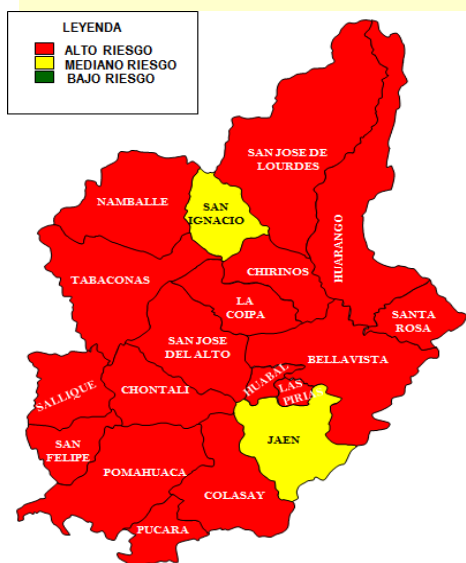 LEYENDA
ALTO RIESGO
MEDIANO RIESGO
BAJO RIESGO
SAN JOSE DE
LOURDES
NAMBALLE
SAN
IGNACIO
HUARANGO
TABACONAS
CHIRINOS
LA
COIPA
SANTA
ROSA
SAN JOSE
DEL ALTO
BELLAVISTA
HUABAL
LAS
PIRIAS
SALLIQUE
CHONTALI
SAN
FELIPE
JAEN
POMAHUACA
COLASAY
PUCARA